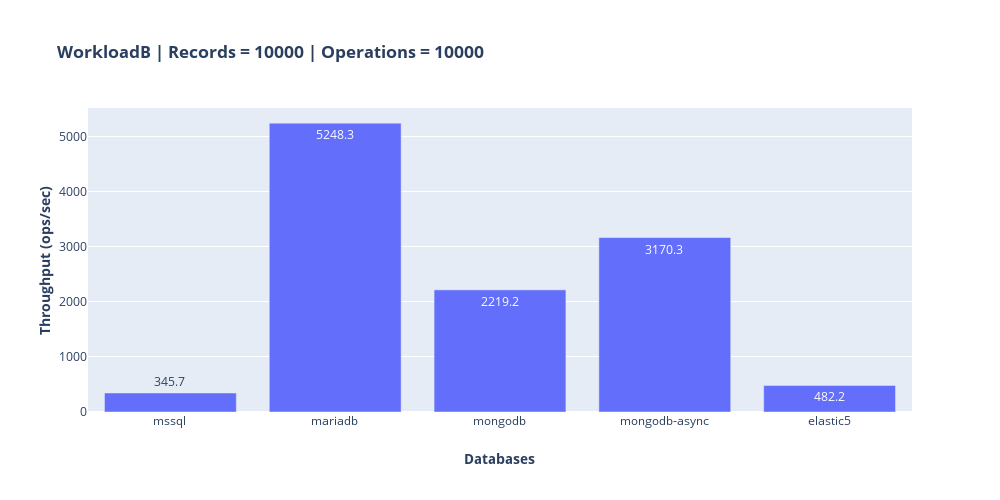 WorkloadB | Records = 10000 | Operations = 10000
Throughput (ops/sec)
5000
4000
3000
2000
1000
0
345.7
5248.3
2219.2
3170.3
482.2
mssql
mariadb
mongodb
mongodb-async
elastic5
Databases